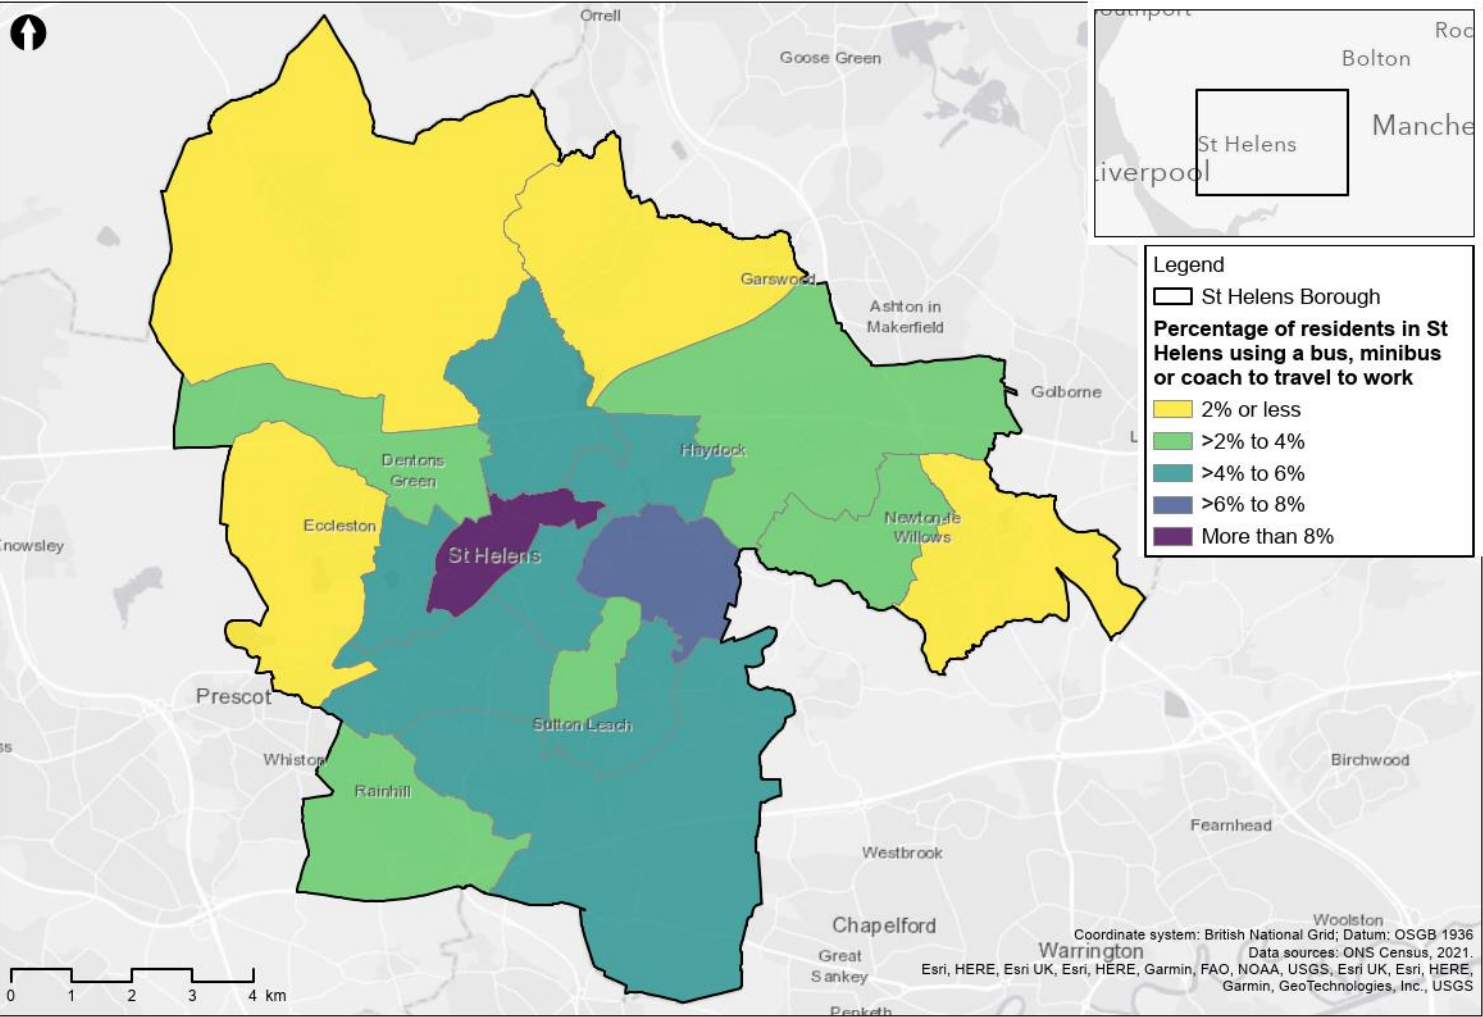 Orrell
Goose Green
Garswood
Ashton in
Makerfield
Golborne
Haydock
Dentons
Green
Eccleston
Newton-le
Willows
St Helens
Knowsley
Prescot
Sutton Leach
Whiston
Rainhill
Birchwood
Fearnhead
Westbrook
Chapelford
Woolston
Great
Sankey
Warrington
Penketh
Southport
Roc
Bolton
Manche
St Helens
Liverpool
Legend
St Helens Borough
Percentage of residents in St
Helens using a bus, minibus
or coach to travel to work
2% or less
>2% to 4%
>4% to 6%
>6% to 8%
More than 8%
0 1 2 3 4 km
Coordinate system: British National Grid; Datum: OSGB 1936
Data sources: ONS Census, 2021.
Esri, HERE, Esri UK, Esri, HERE, Garmin, FAO, NOAA, USGS, Esri UK, Esri, HERE,
Garmin, GeoTechnologies, Inc., USGS